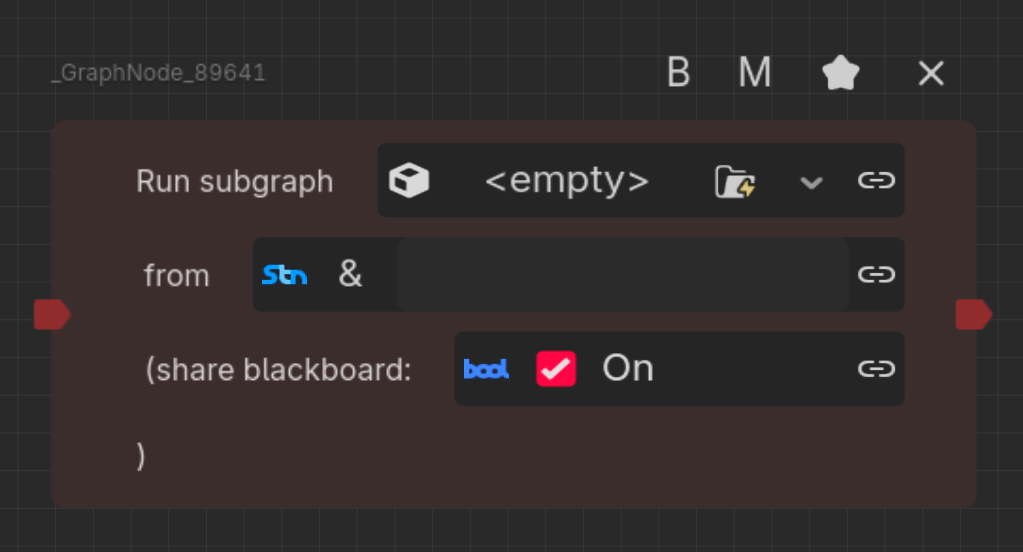 _GraphNode_89641 B M
Run subgraph <empty>
from Stn &
(share blackboard: bool On
)